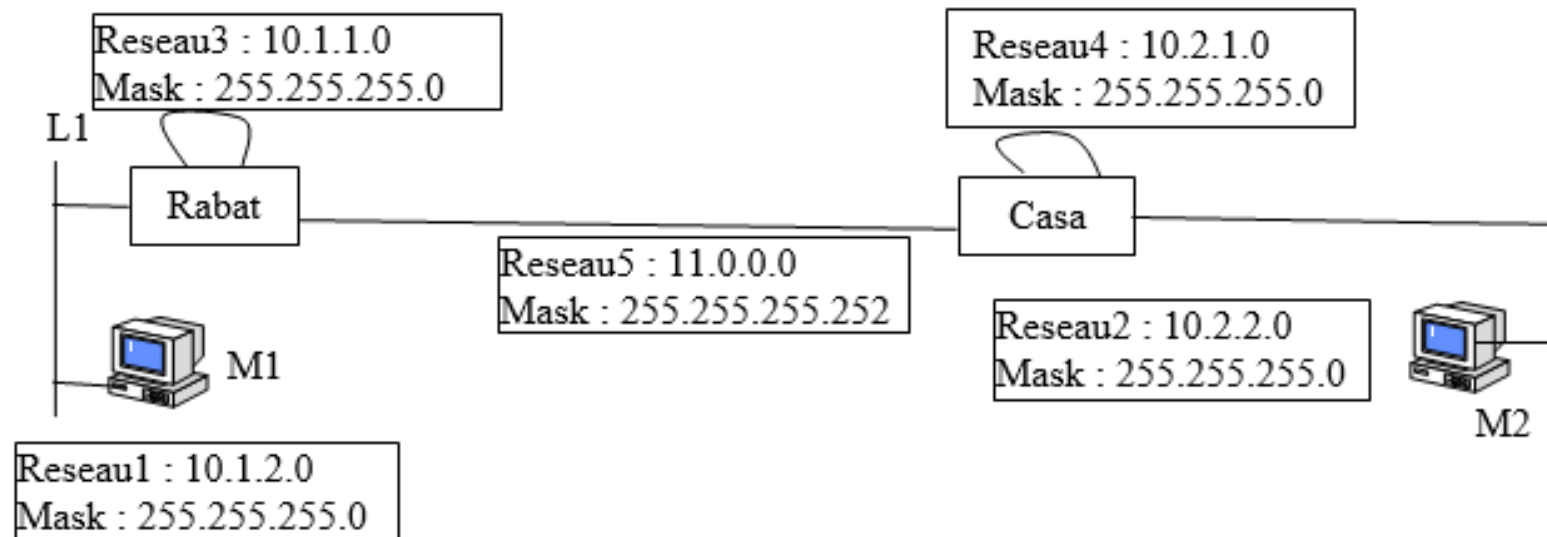 Reseau3 : 10.1.1.0
Mask : 255.255.255.0
Reseau4 : 10.2.1.0
Mask : 255.255.255.0
L1
Rabat
Casa
Reseau5 : 11.0.0.0
Mask : 255.255.255.252
Reseau2 : 10.2.2.0
Mask : 255.255.255.0
M1
M2
Reseau1 : 10.1.2.0
Mask : 255.255.255.0